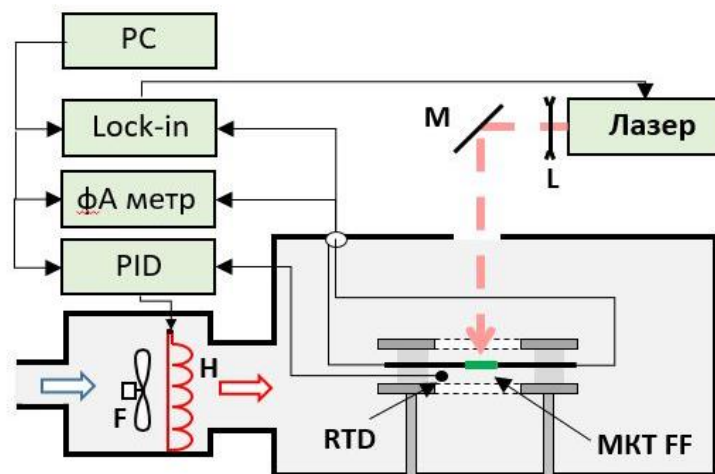 PC
Lock-in
фА метр
PID
M
L
Лазер
F
H
RTD
МКТ FF